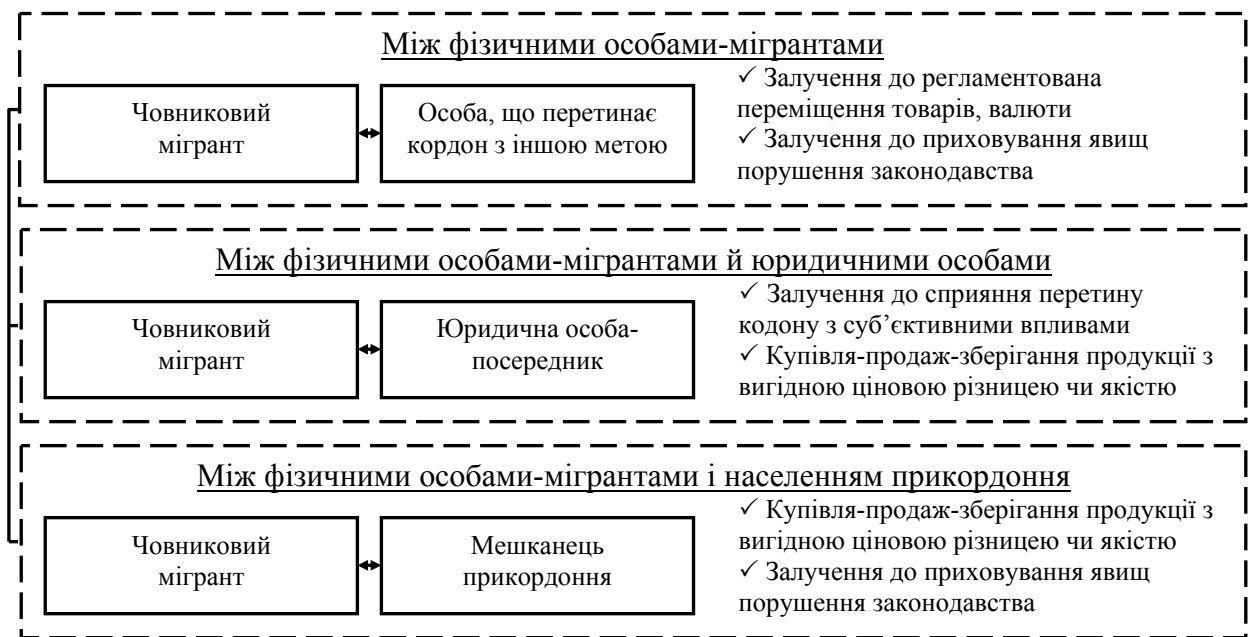 Між фізичними особами-мігрантами
Човниковий
мігрант
Особа, що перетинає
кордон з іншою метою
✓ Залучення до регламентована
переміщення товарів, валюти
✓ Залучення до приховування явищ
порушення законодавства
Між фізичними особами-мігрантами й юридичними особами
Човниковий
мігрант
Юридична особа-
посередник
✓ Залучення до сприяння перетину
кодону з суб’єктивними впливами
✓ Купівля-продаж-зберігання продукції з
вигідною ціновою різницею чи якістю
Між фізичними особами-мігрантами і населенням прикордоння
Човниковий
мігрант
Мешканець
прикордоння
✓ Купівля-продаж-зберігання продукції з
вигідною ціновою різницею чи якістю
✓ Залучення до приховування явищ
порушення законодавства